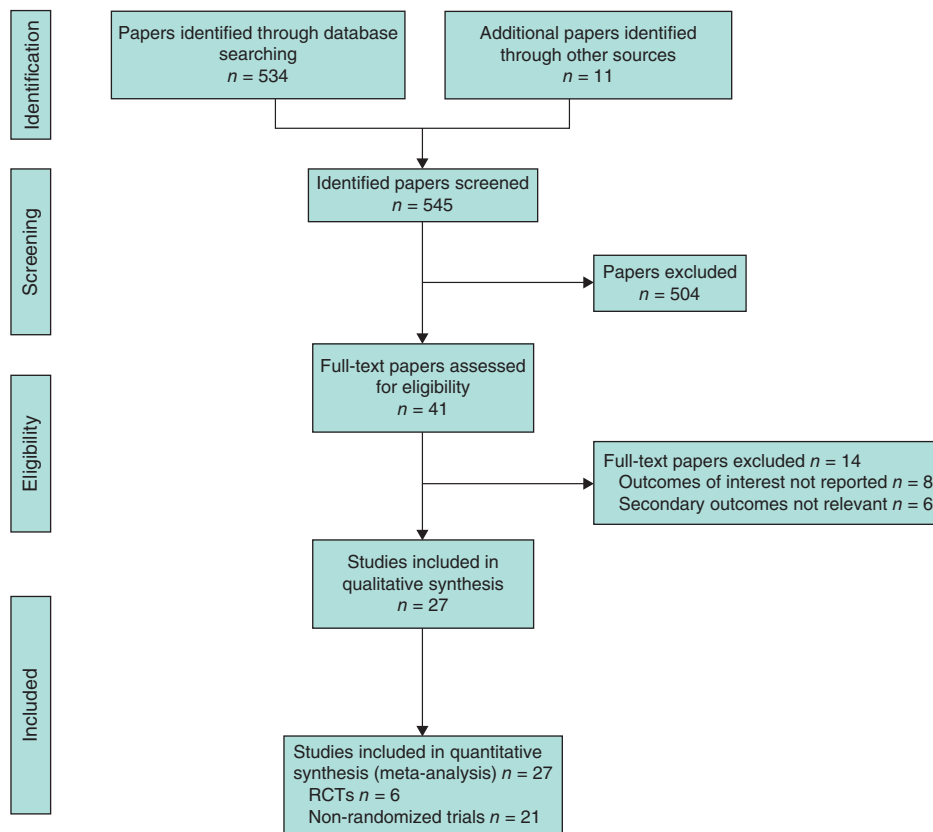 Identification
Papers identified through database
searching
n = 534
Additional papers identified
through other sources
n = 11
Screening
Identified papers screened
n = 545
Papers excluded
n = 504
Eligibility
Full-text papers assessed
for eligibility
n = 41
Full-text papers excluded n = 14
Outcomes of interest not reported n = 8
Secondary outcomes not relevant n = 6
Included
Studies included in
qualitative synthesis
n = 27
Studies included in quantitative
synthesis (meta-analysis) n = 27
RCTs n = 6
Non-randomized trials n = 21